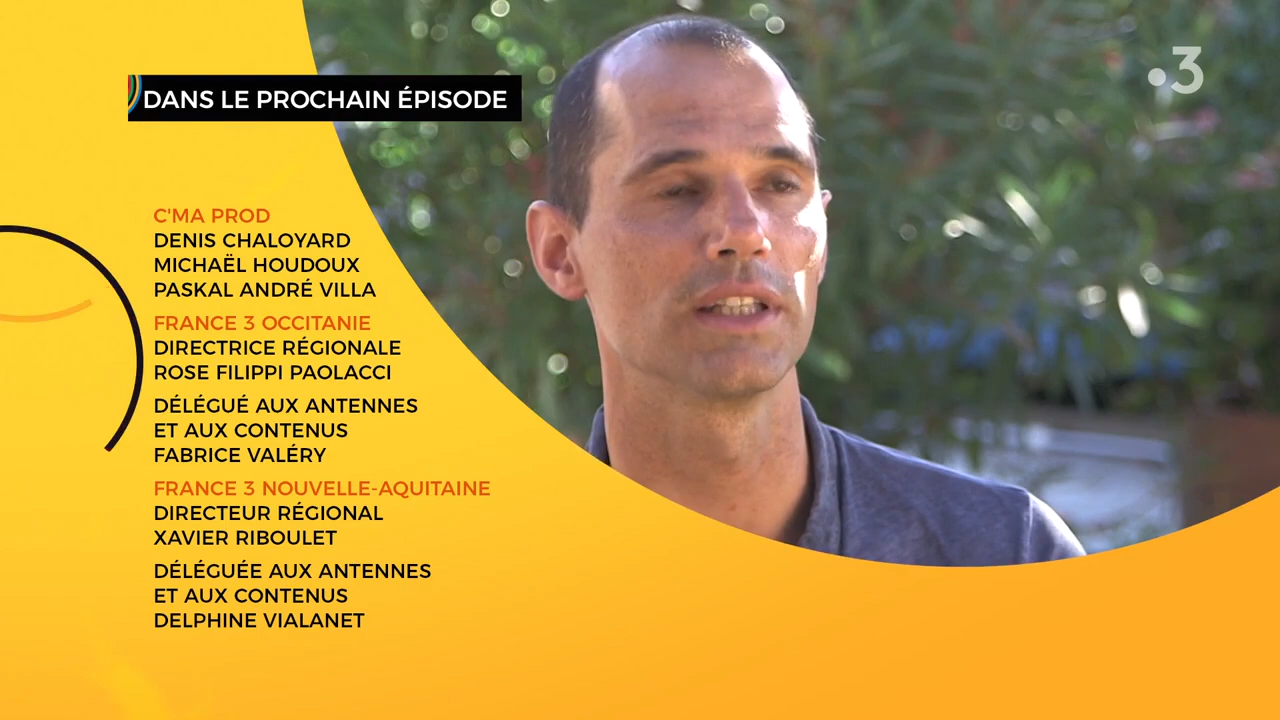 DANS LE PROCHAIN ÉPISODE
C'MA PROD
DENIS CHALOYARD
MICHAËL HOUDOUX
PASKAL ANDRÉ VILLA
FRANCE 3 OCCITANIE
DIRECTRICE RÉGIONALE
ROSE FILIPPI PAOLACCI
DÉLÉGUÉ AUX ANTENNES
ET AUX CONTENUS
FABRICE VALÉRY
FRANCE 3 NOUVELLE-AQUITAINE
DIRECTEUR RÉGIONAL
XAVIER RIBOULET
DÉLÉGUÉE AUX ANTENNES
ET AUX CONTENUS
DELPHINE VIALANET
•3